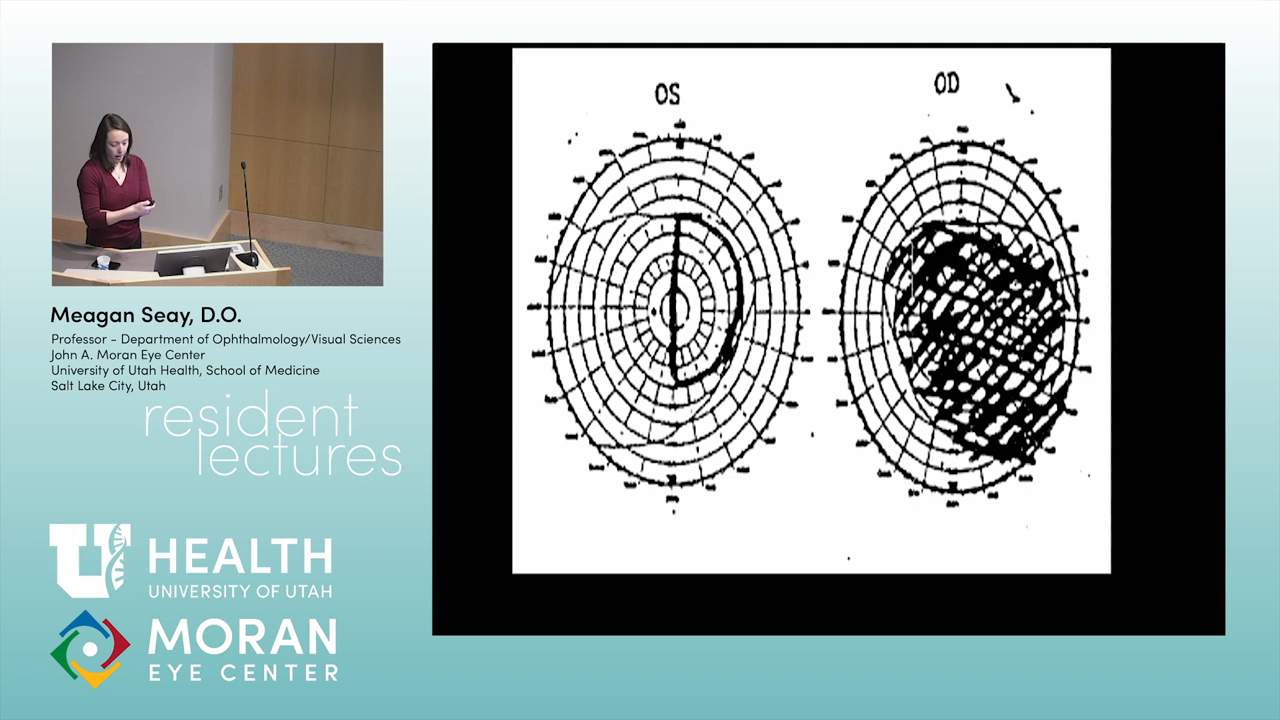 OS
OD
Meagan Seay, D.O.
Professor - Department of Ophthalmology/Visual Sciences
John A. Moran Eye Center
University of Utah Health, School of Medicine
Salt Lake City, Utah
resident
lectures
U
HEALTH
UNIVERSITY OF UTAH
MORAN
EYE CENTER